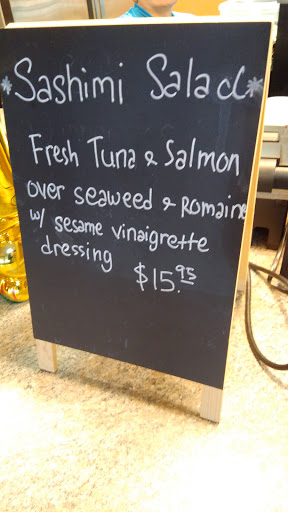 *Sashimi Salad*
Fresh Tuna & Salmon
over seaweed & Romaine
w/ sesame vinaigrette
dressing $15.95